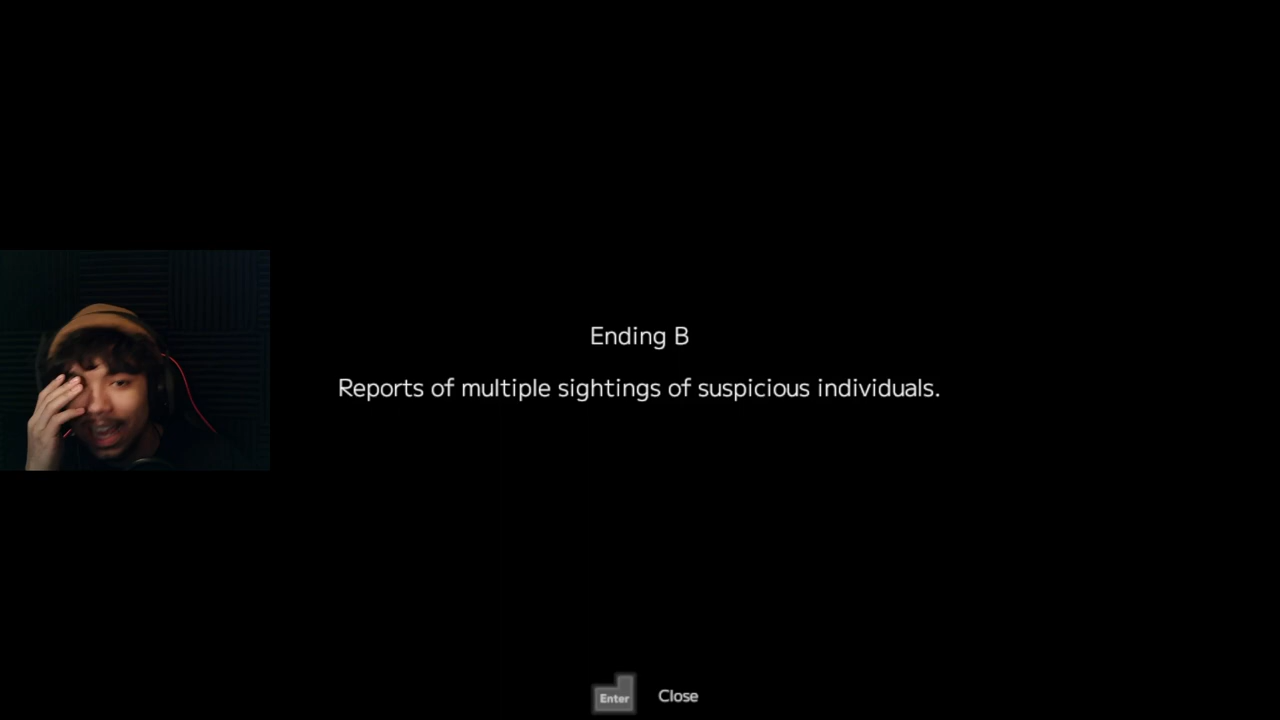 Ending B
Reports of multiple sightings of suspicious individuals.
Enter Close